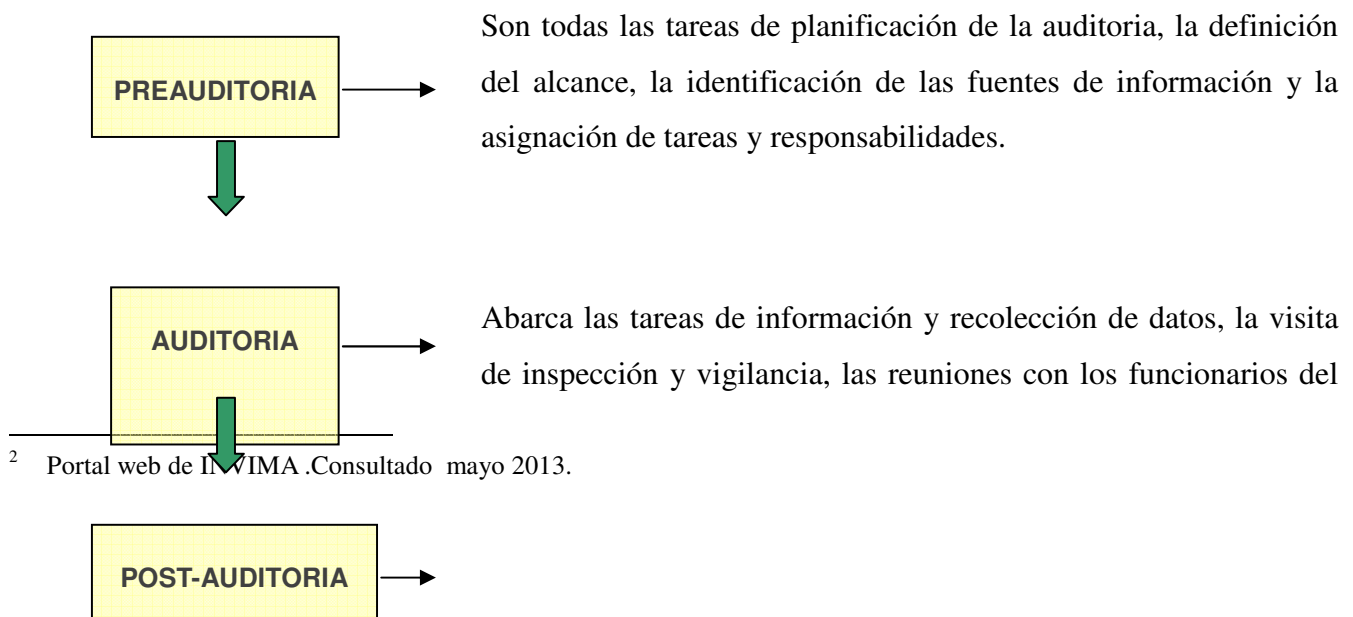 Son todas las tareas de planificación de la auditoria, la definición
PREAUDITORIA
del alcance, la identificación de las fuentes de información y la
asignación de tareas y responsabilidades.
AUDITORIA
Abarca las tareas de información y recolección de datos, la visita
de inspección y vigilancia, las reuniones con los funcionarios del
2 Portal web de INVIMA .Consultado mayo 2013.
POST-AUDITORIA